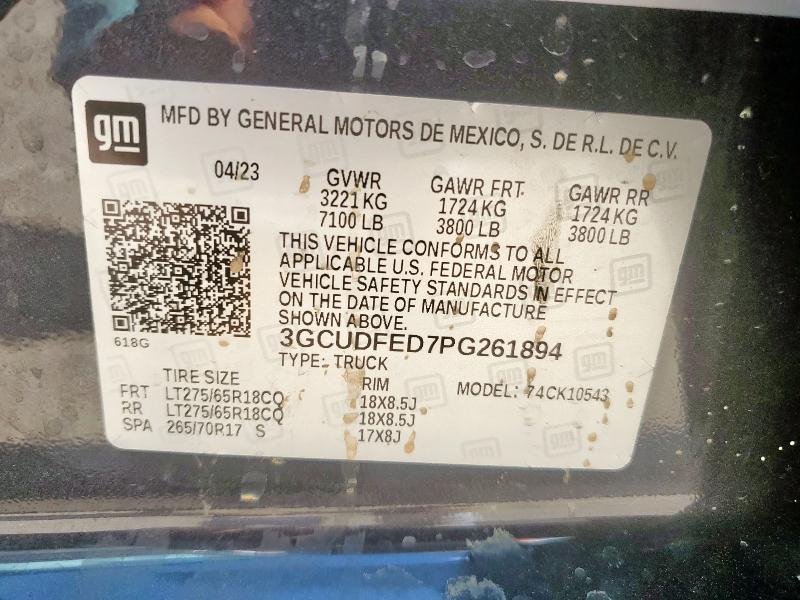 gm
MFD BY GENERAL MOTORS DE MEXICO, S. DE R.L. DE C.V.
04/23
GVWR GAWR FRT GAWR RR
3221 KG 1724 KG 1724 KG
7100 LB 3800 LB 3800 LB
THIS VEHICLE CONFORMS TO ALL
APPLICABLE U.S. FEDERAL MOTOR
VEHICLE SAFETY STANDARDS IN EFFECT
ON THE DATE OF MANUFACTURE
SHOWN ABOVE.
618G
3GCUDFED7PG261894
TYPE: TRUCK
TIRE SIZE RIM MODEL: 74CK10543
FRT LT275/65R18CQ 18X8.5J
RR LT275/65R18CQ 18X8.5J
SPA 265/70R17 S 17X8J